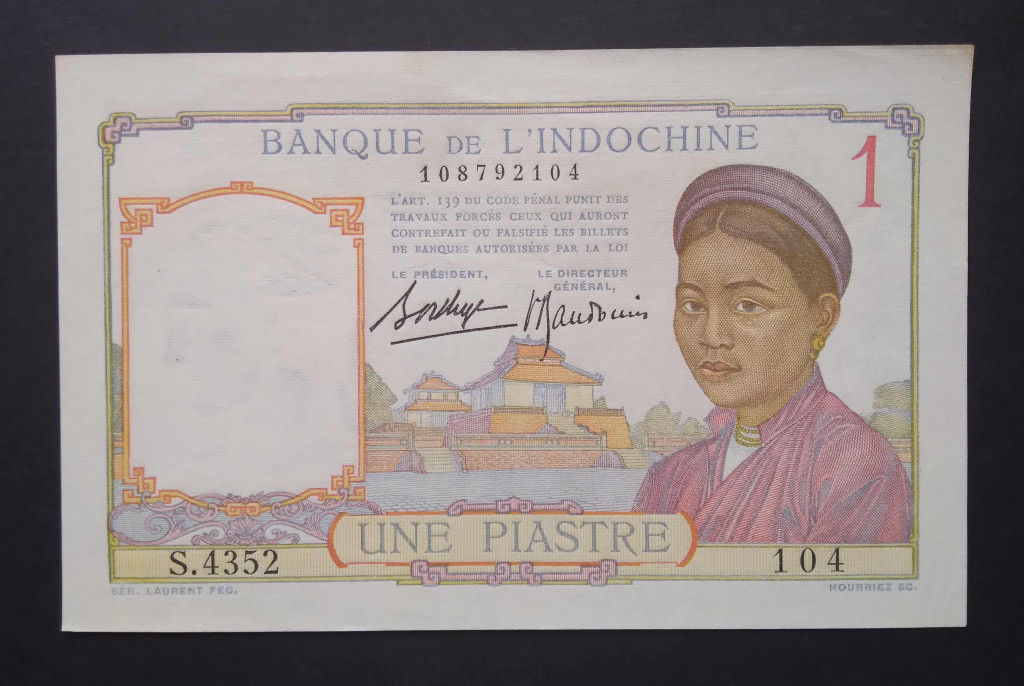 BANQUE DE L'INDOCHINE
1
108792104
L'ART. 139 DU CODE PÉNAL PUNIT DES
TRAVAUX FORCÉS CEUX QUI AURONT
CONTREFAIT OU FALSIFIÉ LES BILLETS
DE BANQUES AUTORISÉES PAR LA LOI
LE PRÉSIDENT,
LE DIRECTEUR
GÉNÉRAL,
UNE PIASTRE
S.4352
104
SÉB. LAURENT FEC.
HOURRIEZ SC.